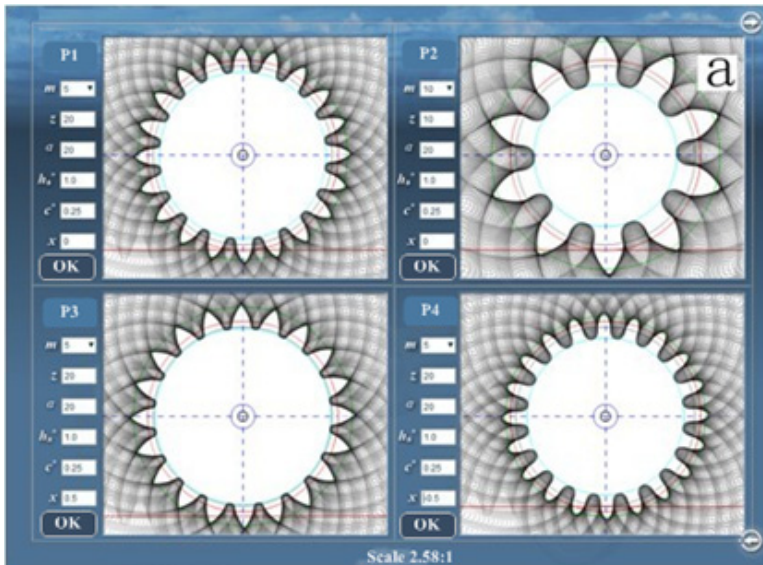 P1
m 5
z 20
α 20
hₐ* 1.0
c* 0.25
x 0
OK
P2
m 10
z 10
α 20
hₐ* 1.0
c* 0.25
x 0
OK
a
P3
m 5
z 20
α 20
hₐ* 1.0
c* 0.25
x 0.5
OK
P4
m 5
z 20
α 20
hₐ* 1.0
c* 0.25
x -0.5
OK
Scale 2.58:1